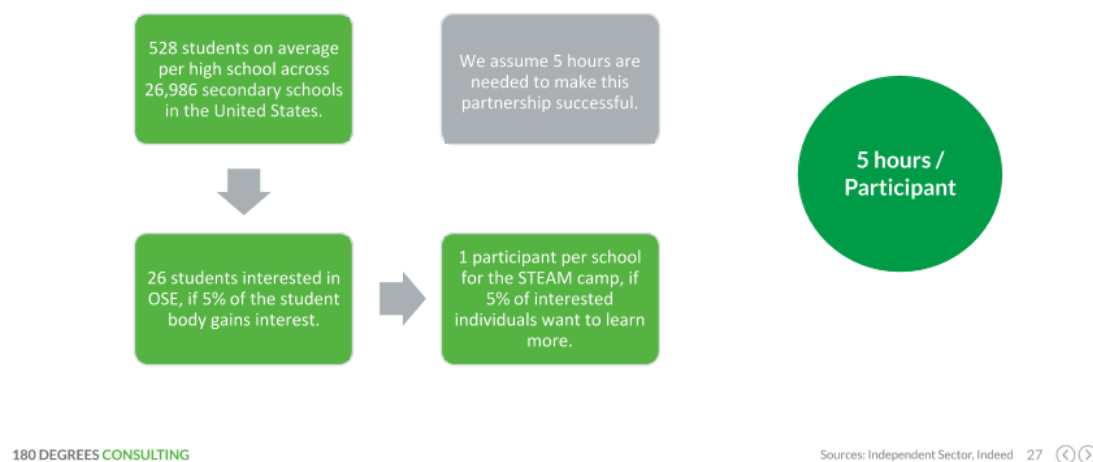 528 students on average
per high school across
26,986 secondary schools
in the United States.
We assume 5 hours are
needed to make this
partnership successful.
5 hours /
Participant
26 students interested in
OSE, if 5% of the student
body gains interest.
1 participant per school
for the STEAM camp, if
5% of interested
individuals want to learn
more.
180 DEGREES CONSULTING
Sources: Independent Sector, Indeed 27